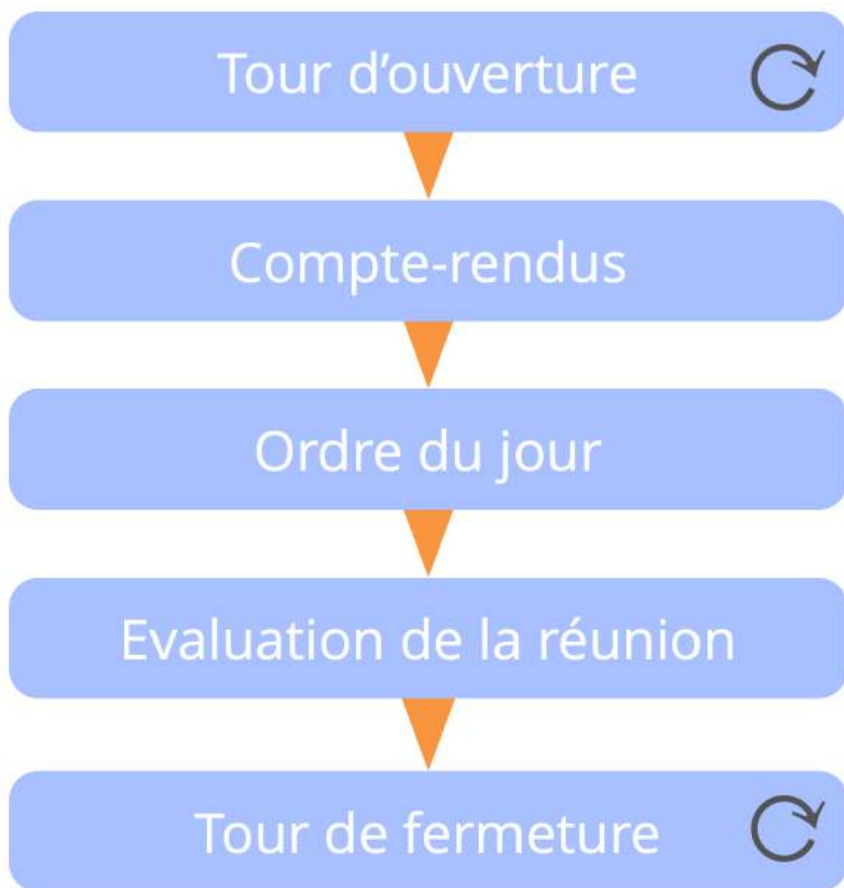 Tour d’ouverture
Compte-rendus
Ordre du jour
Evaluation de la réunion
Tour de fermeture